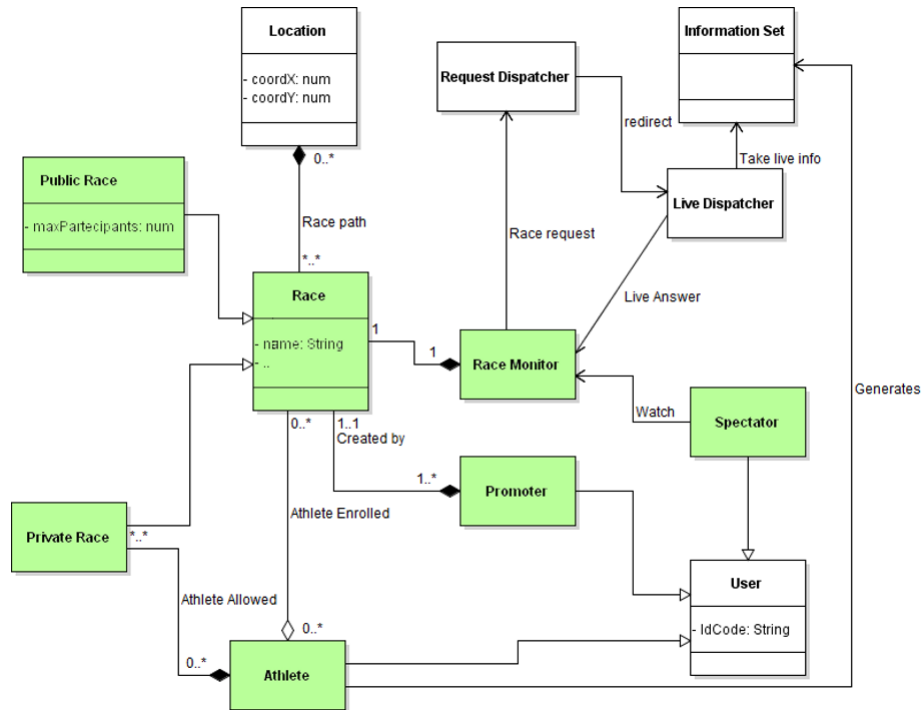 Location
- coordX: num
- coordY: num
0..*
Race path
*..*
Request Dispatcher
redirect
Race request
Information Set
Take live info
Live Dispatcher
Live Answer
Generates
Public Race
- maxPartecipants: num
Race
- name: String
- ..
1
1
Race Monitor
Watch
Spectator
0..*
1..1
Created by
1..*
Promoter
Athlete Enrolled
Private Race
*..*
Athlete Allowed
0..*
0..*
Athlete
User
- IdCode: String